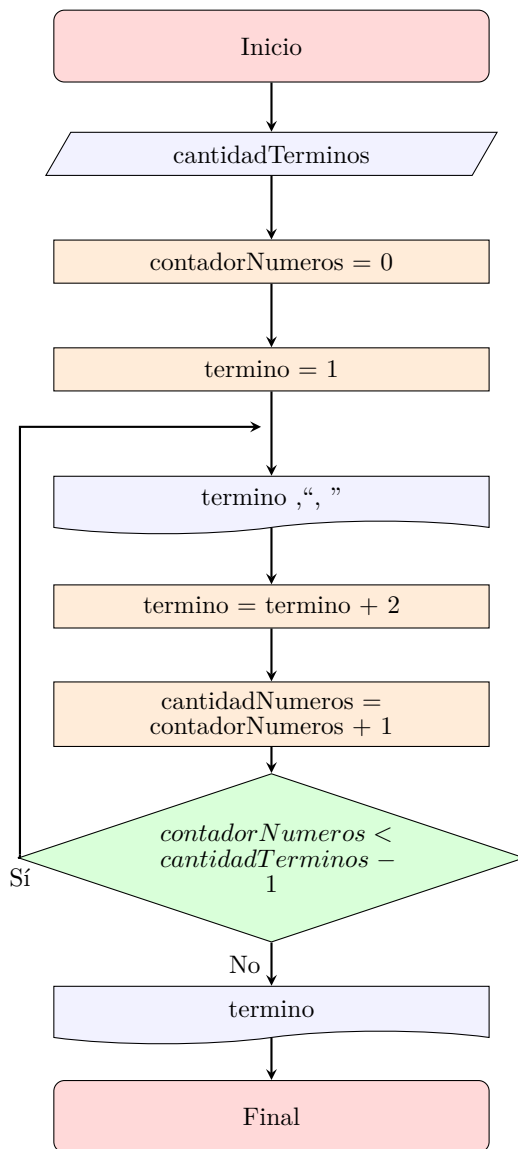 Inicio
cantidadTerminos
contadorNumeros = 0
termino = 1
termino ,“, ”
termino = termino + 2
cantidadNumeros =
contadorNumeros + 1
contadorNumeros <
cantidadTerminos −
1
Sí
No
termino
Final